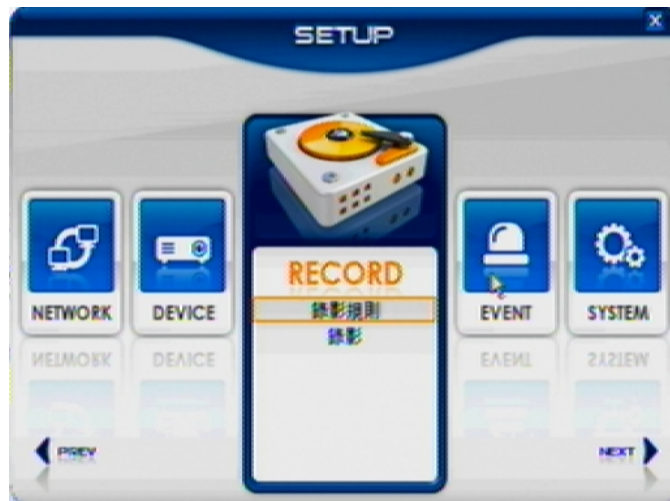 SETUP
NETWORK
DEVICE
RECORD
錄影規則
錄影
EVENT
SYSTEM
PREV
NEXT